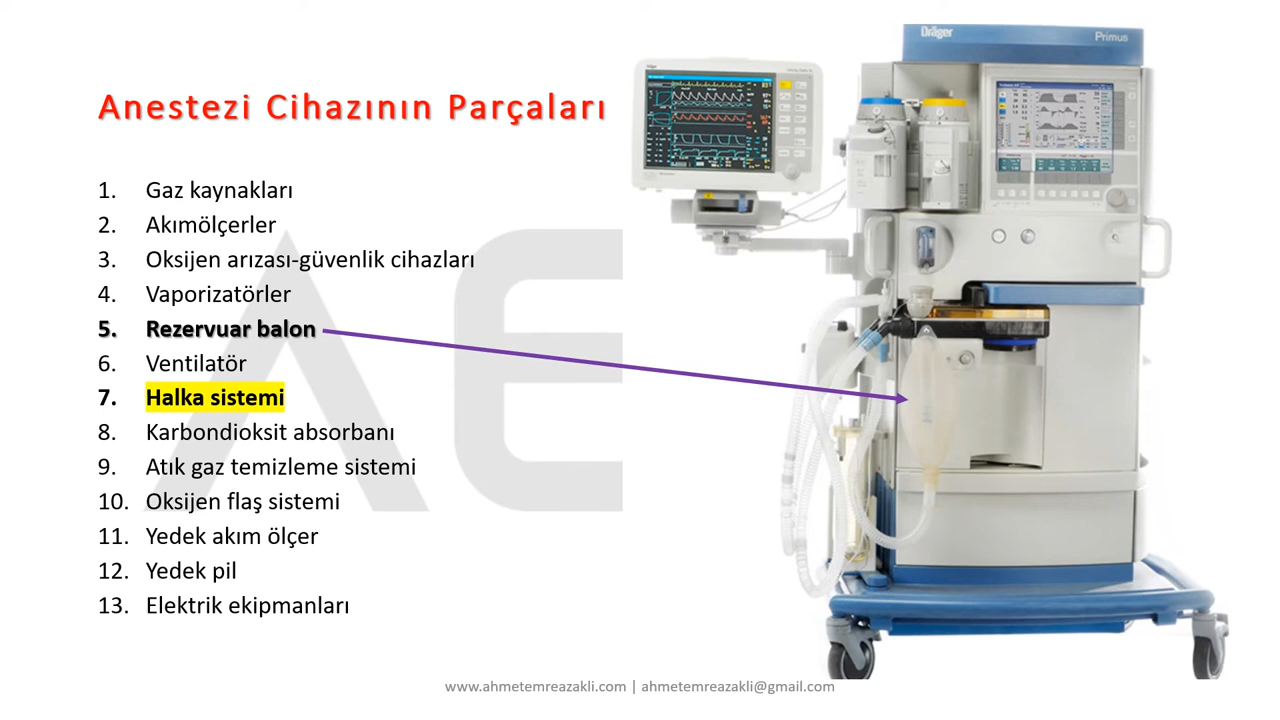 Dräger
Primus
Anestezi Cihazının Parçaları
1. Gaz kaynakları
2. Akımölçerler
3. Oksijen arızası-güvenlik cihazları
4. Vaporizatörler
5. Rezervuar balon
6. Ventilatör
7. Halka sistemi
8. Karbondioksit absorbanı
9. Atık gaz temizleme sistemi
10. Oksijen flaş sistemi
11. Yedek akım ölçer
12. Yedek pil
13. Elektrik ekipmanları
AE
www.ahmetemreazakli.com | ahmetemreazakli@gmail.com